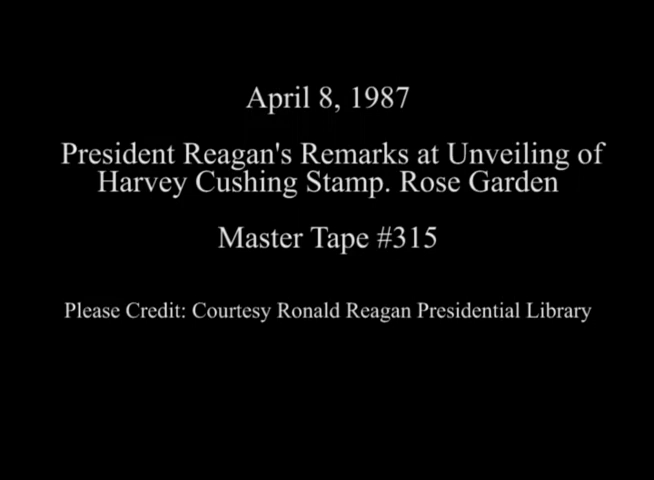 April 8, 1987
President Reagan's Remarks at Unveiling of
Harvey Cushing Stamp. Rose Garden
Master Tape #315
Please Credit: Courtesy Ronald Reagan Presidential Library